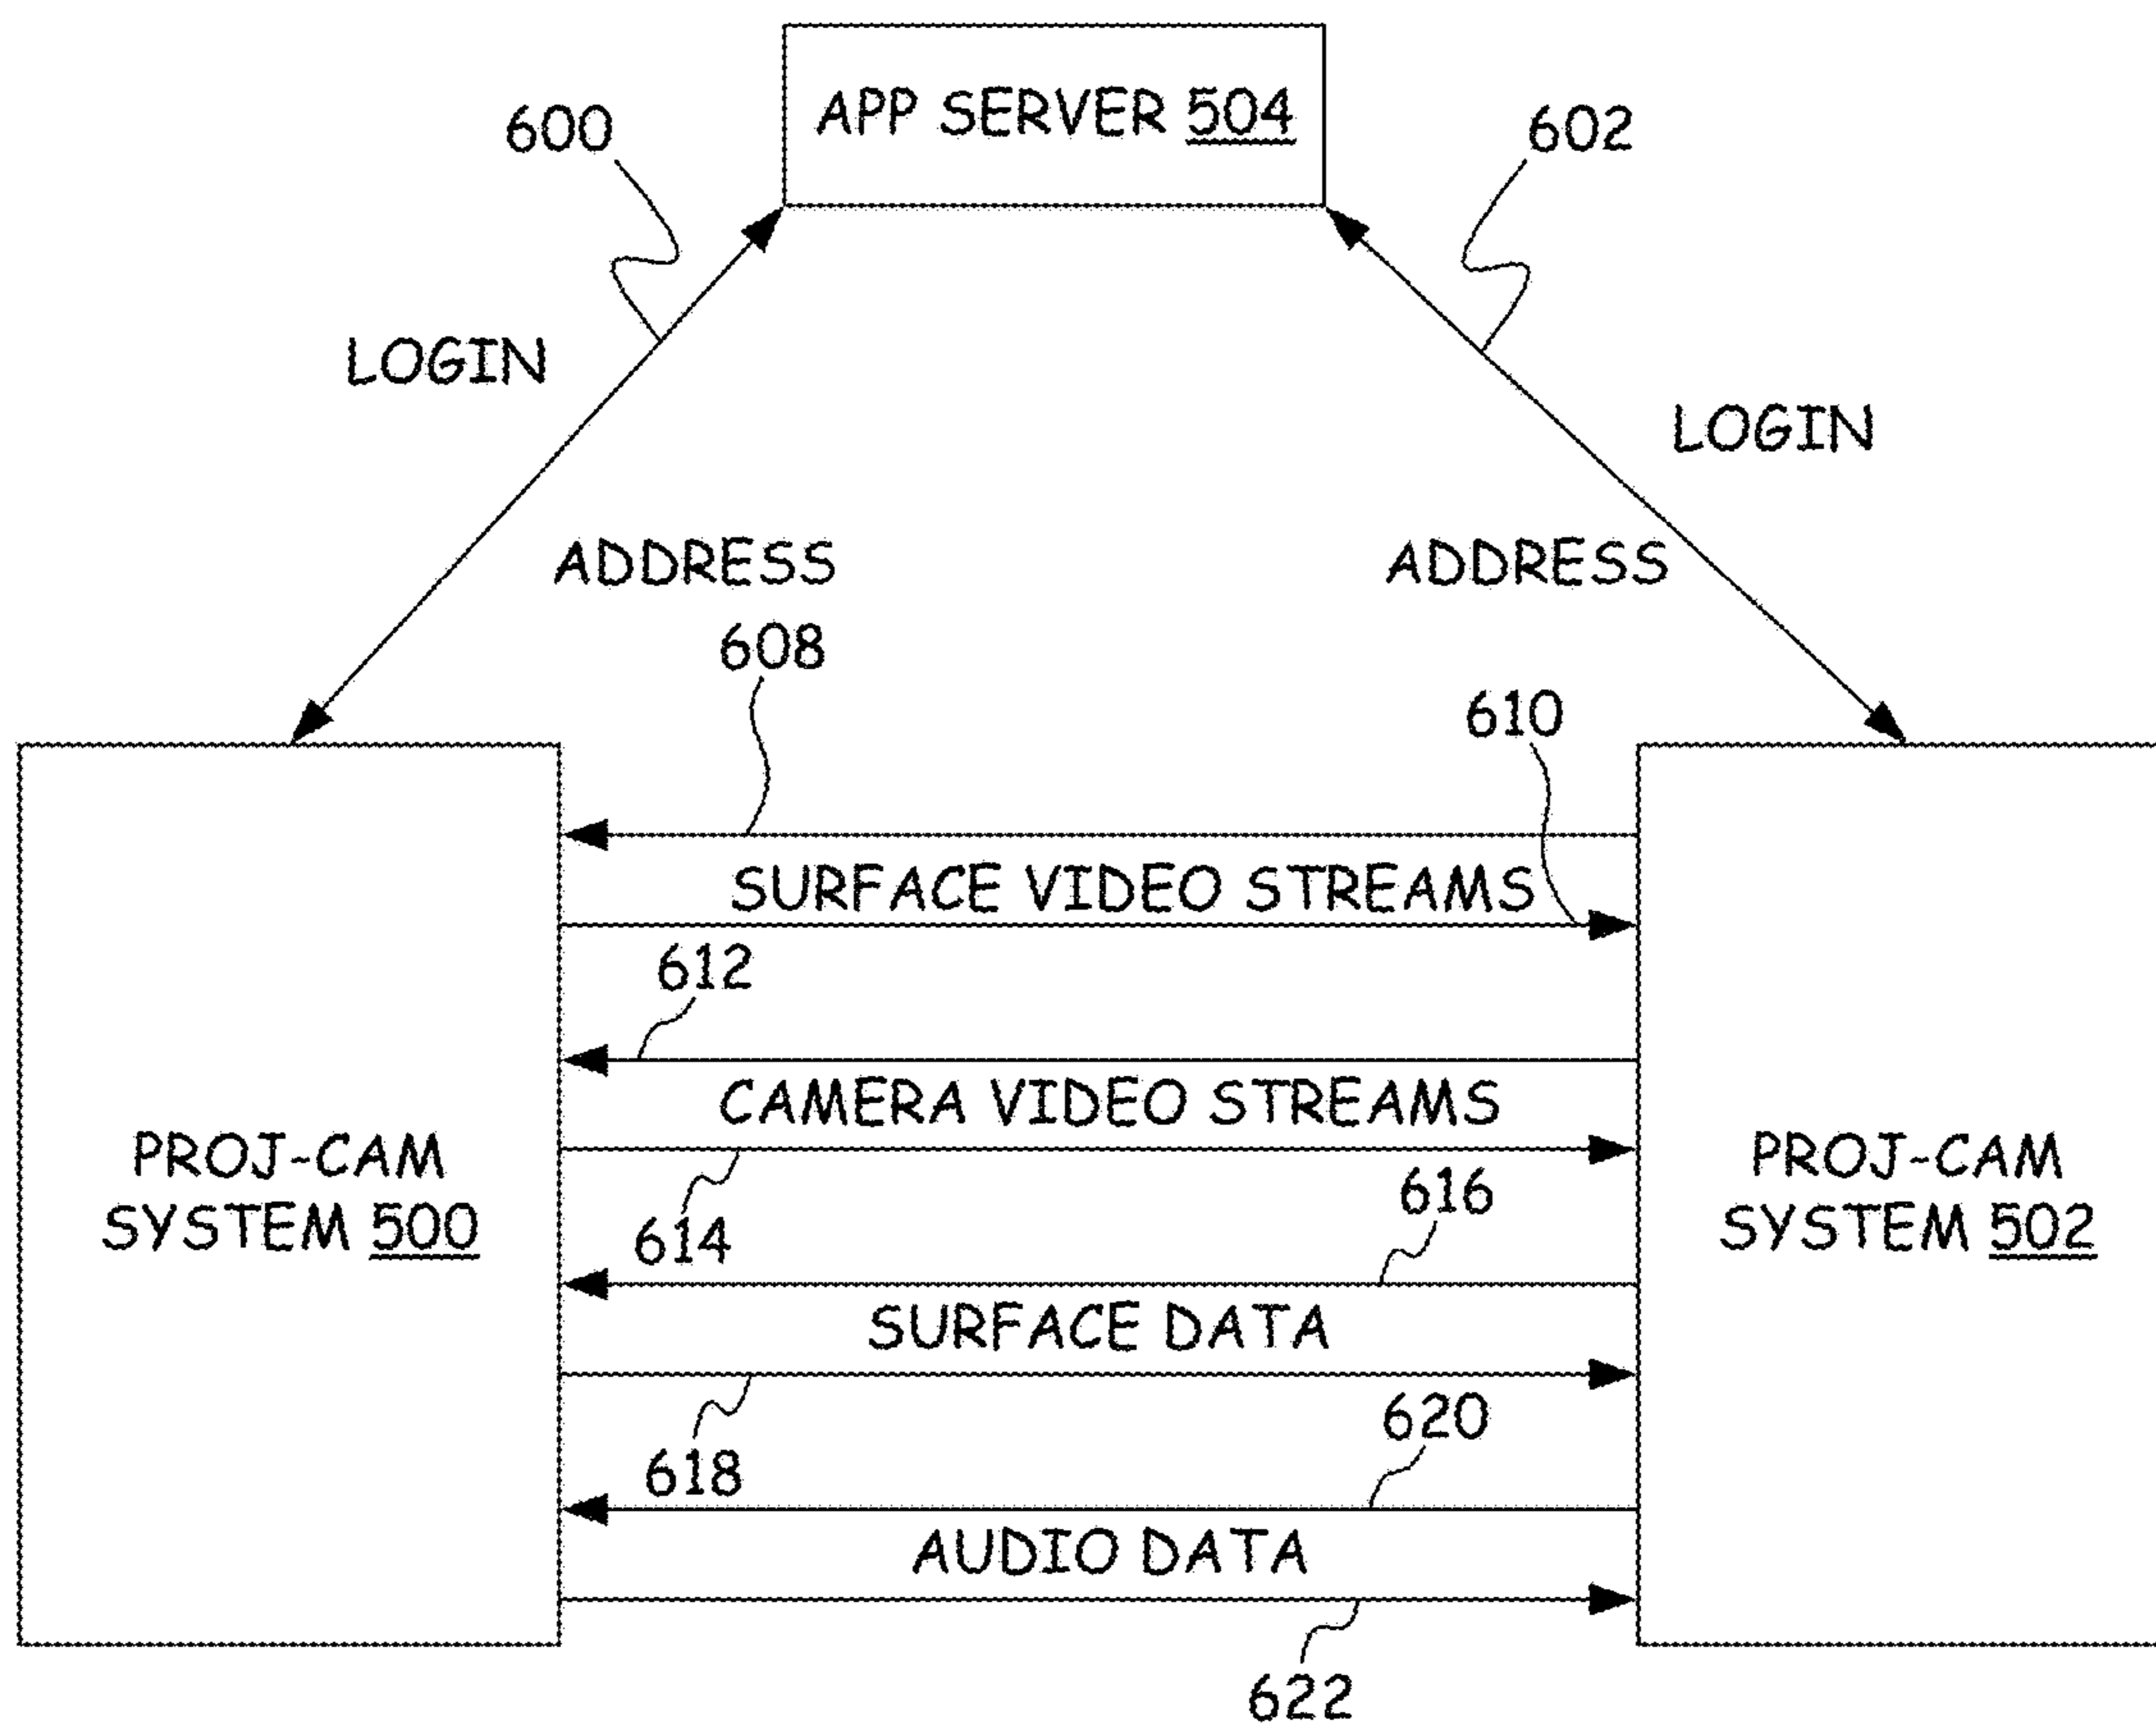 APP SERVER 504
600
602
LOGIN
LOGIN
ADDRESS
ADDRESS
608
610
SURFACE VIDEO STREAMS
612
CAMERA VIDEO STREAMS
PROJ-CAM
SYSTEM 500
PROJ-CAM
SYSTEM 502
614
616
SURFACE DATA
618
620
AUDIO DATA
622